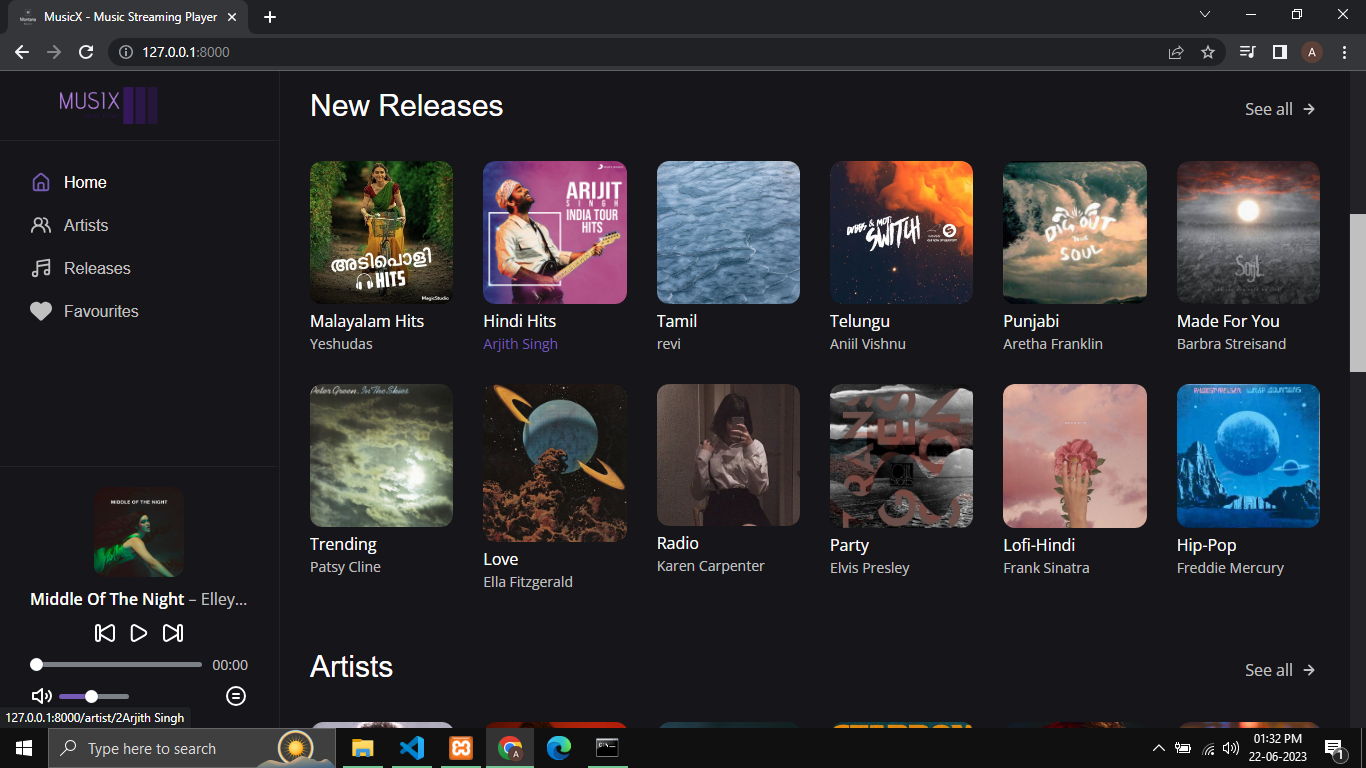 MusicX - Music Streaming Player
127.0.0.1:8000
A
MUSIX
Home
Artists
Releases
Favourites
MIDDLE OF THE NIGHT
Middle Of The Night – Elley...
00:00
127.0.0.1:8000/artist/2Arjith Singh
New Releases
See all
അടിപൊളി
HITS
MagicStudio
ARIJIT
SINGH
INDIA TOUR
HITS
SWITCH
DIG OUT
YOUR
SOUL
Malayalam Hits
Yeshudas
Hindi Hits
Arjith Singh
Tamil
revi
Telungu
Aniil Vishnu
Punjabi
Aretha Franklin
Made For You
Barbra Streisand
Peter Green. In The Skies
Trending
Patsy Cline
Love
Ella Fitzgerald
Radio
Karen Carpenter
Party
Elvis Presley
Lofi-Hindi
Frank Sinatra
Hip-Pop
Freddie Mercury
Artists
See all
Type here to search
A
01:32 PM
22-06-2023
1